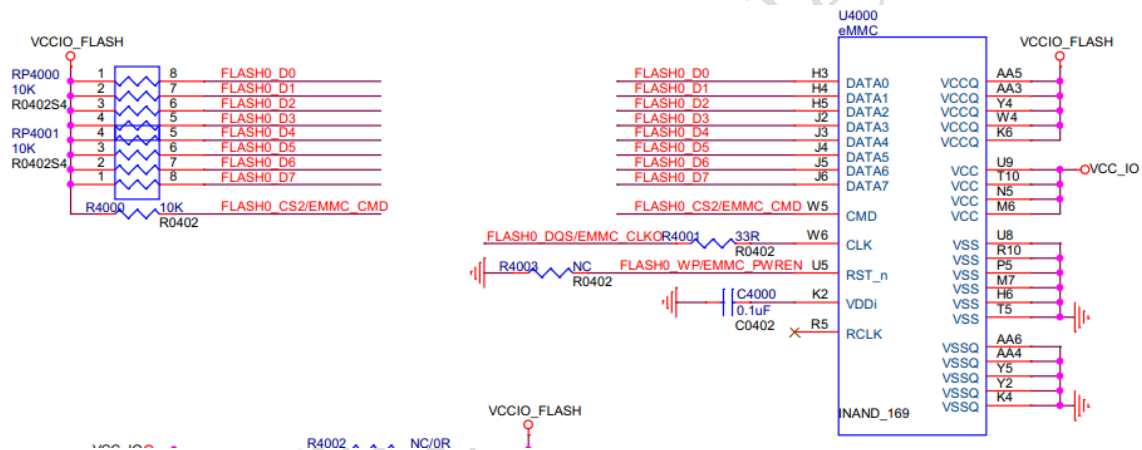 U4000
eMMC
VCCIO_FLASH
VCCIO_FLASH
RP4000
10K
R0402S4
RP4001
10K
R0402S4
1 8 FLASH0_D0
2 7 FLASH0_D1
3 6 FLASH0_D2
4 5 FLASH0_D3
4 5 FLASH0_D4
3 6 FLASH0_D5
2 7 FLASH0_D6
1 8 FLASH0_D7
R4000 10K FLASH0_CS2/EMMC_CMD
R0402
FLASH0_D0 H3 DATA0
FLASH0_D1 H4 DATA1
FLASH0_D2 H5 DATA2
FLASH0_D3 J2 DATA3
FLASH0_D4 J3 DATA4
FLASH0_D5 J4 DATA5
FLASH0_D6 J5 DATA6
FLASH0_D7 J6 DATA7
FLASH0_CS2/EMMC_CMD W5 CMD
FLASH0_DQS/EMMC_CLKO R4001 33R W6 CLK
R0402
R4003 NC FLASH0_WP/EMMC_PWREN U5 RST_n
R0402
C4000 K2 VDDi
0.1uF
C0402
R5 RCLK
VCCQ AA5
VCCQ AA3
VCCQ Y4
VCCQ W4
VCCQ K6
VCC U9 VCC_IO
VCC T10
VCC N5
VCC M6
VSS U8
VSS R10
VSS P5
VSS M7
VSS H6
VSS T5
VSSQ AA6
VSSQ AA4
VSSQ Y5
VSSQ Y2
VSSQ K4
INAND_169
VCCIO_FLASH
VCC_IO R4002 NC/0R